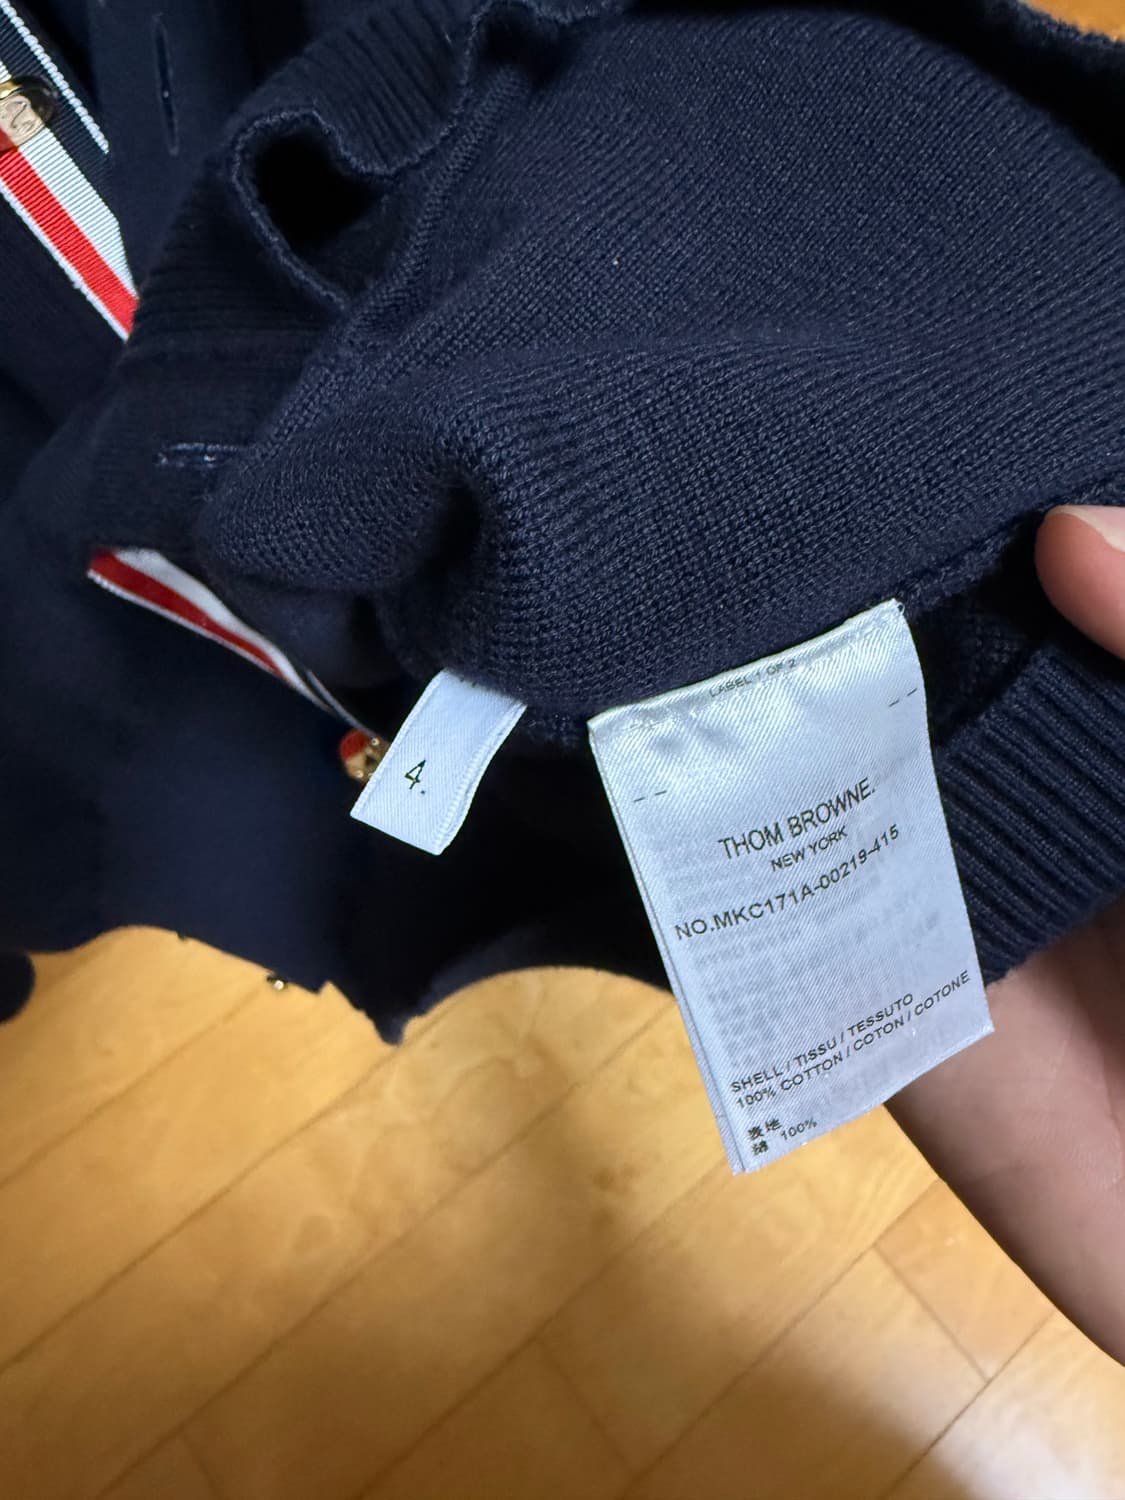 LABEL 1 OF 2
4.
THOM BROWNE.
NEW YORK
NO.MKC171A-00219-415
SHELL / TISSU / TESSUTO
100% COTTON / COTON / COTONE
表地
綿 100%